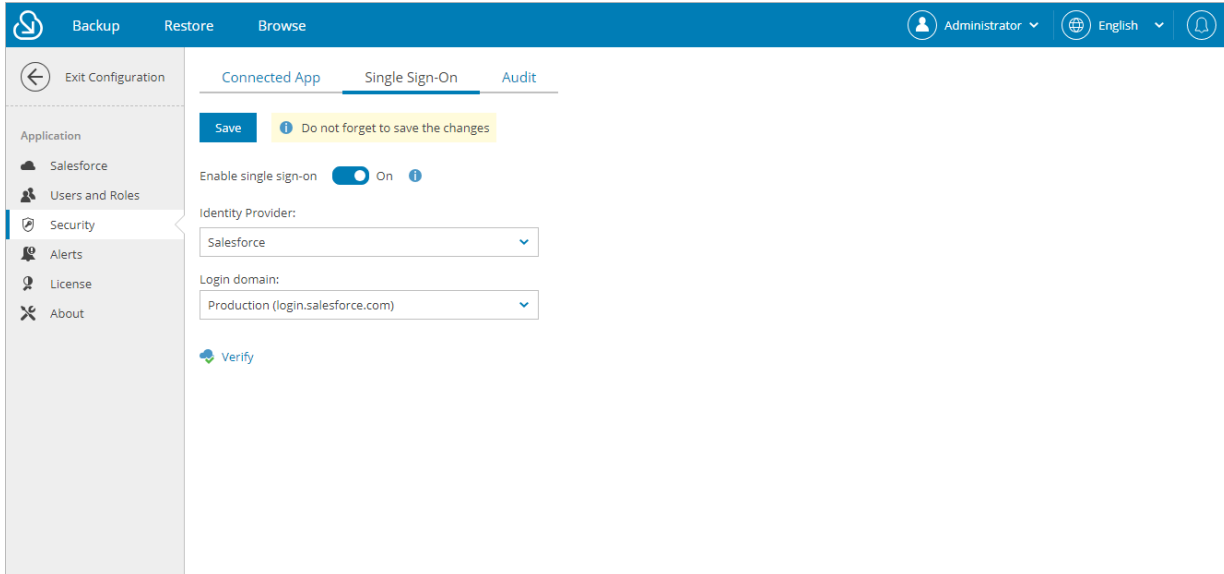 Backup Restore Browse Administrator English
Exit Configuration
Connected App Single Sign-On Audit
Save Do not forget to save the changes
Application
Salesforce
Users and Roles
Security
Alerts
License
About
Enable single sign-on On
Identity Provider:
Salesforce
Login domain:
Production (login.salesforce.com)
Verify